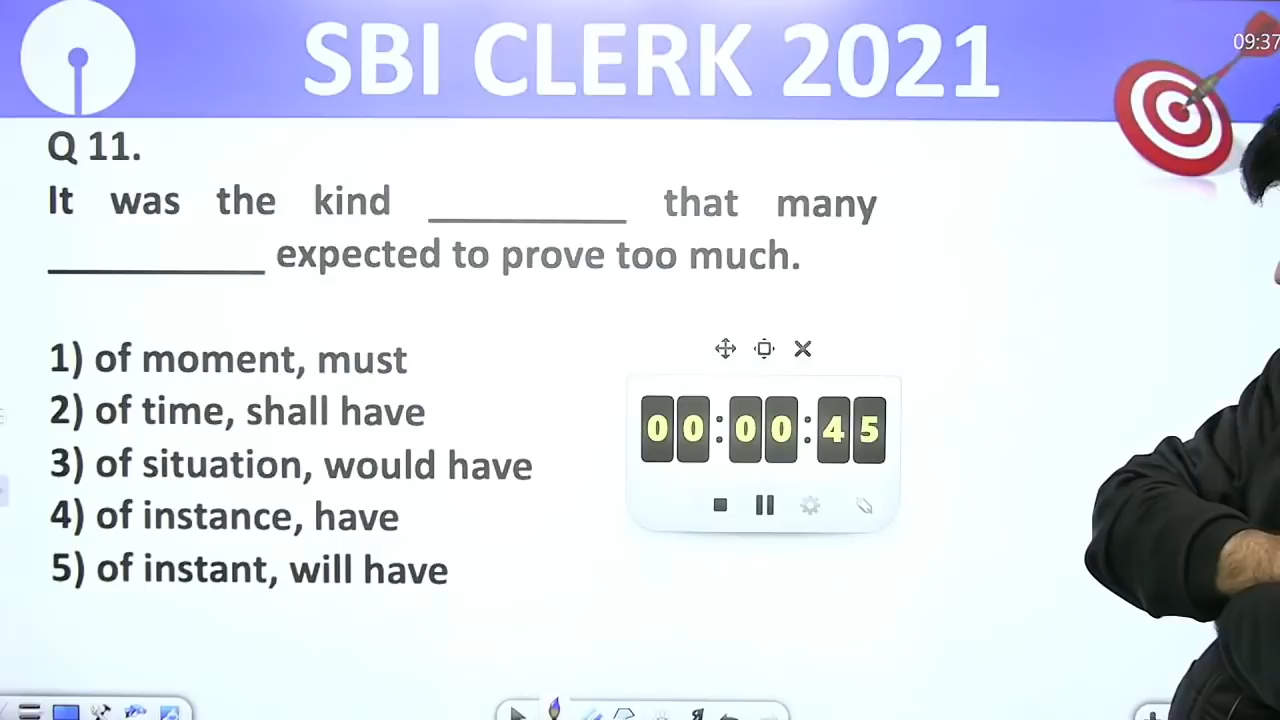 SBI CLERK 2021
09:37
Q 11.
It was the kind __________ that many
___________ expected to prove too much.
1) of moment, must
2) of time, shall have
3) of situation, would have
4) of instance, have
5) of instant, will have
00:00:45